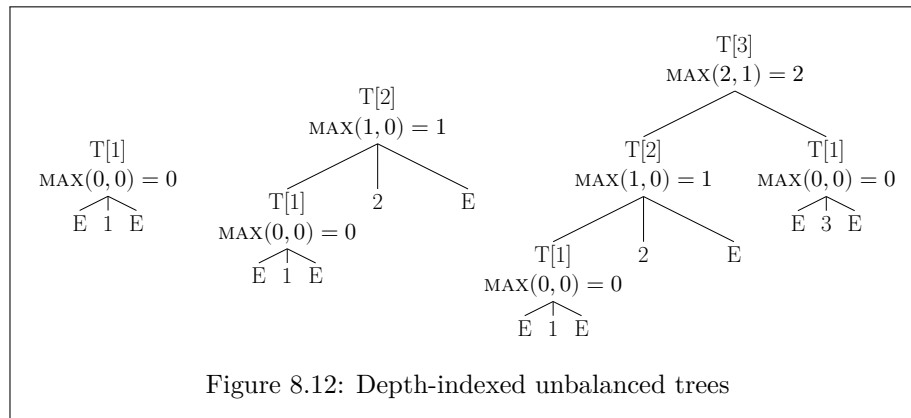 T[3]
MAX(2, 1) = 2
T[2]
MAX(1, 0) = 1
T[1]
MAX(0, 0) = 0
E 1 E
T[1]
MAX(0, 0) = 0
2
E
E 1 E
T[2]
MAX(1, 0) = 1
T[1]
MAX(0, 0) = 0
E 3 E
T[1]
MAX(0, 0) = 0
2
E
E 1 E
Figure 8.12: Depth-indexed unbalanced trees